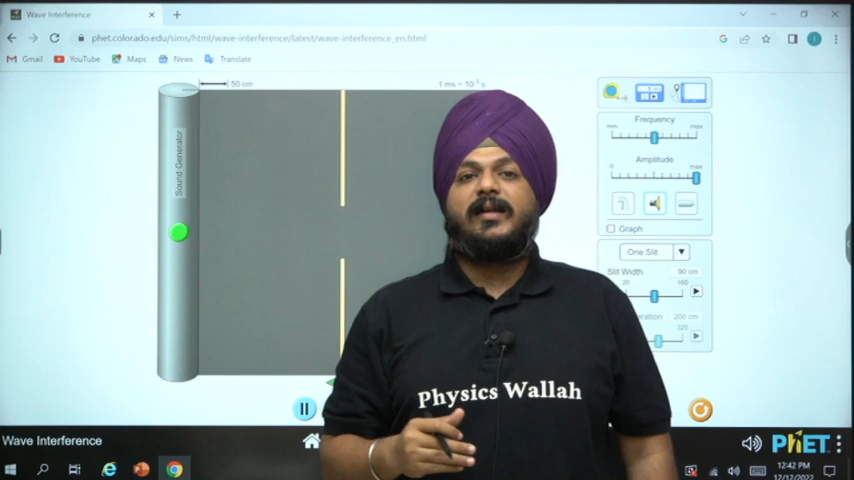 Wave Interference
phet.colorado.edu/sims/html/wave-interference/latest/wave-interference_en.html
Gmail
YouTube
Maps
News
Translate
50 cm
1 ms = 10⁻³ s
Sound Generator
Frequency
min
max
Amplitude
0
max
Graph
One Slit
Slit Width
90 cm
20
160
200 cm
320
Physics Wallah
Wave Interference
PhET
12:42 PM
12/12/2022